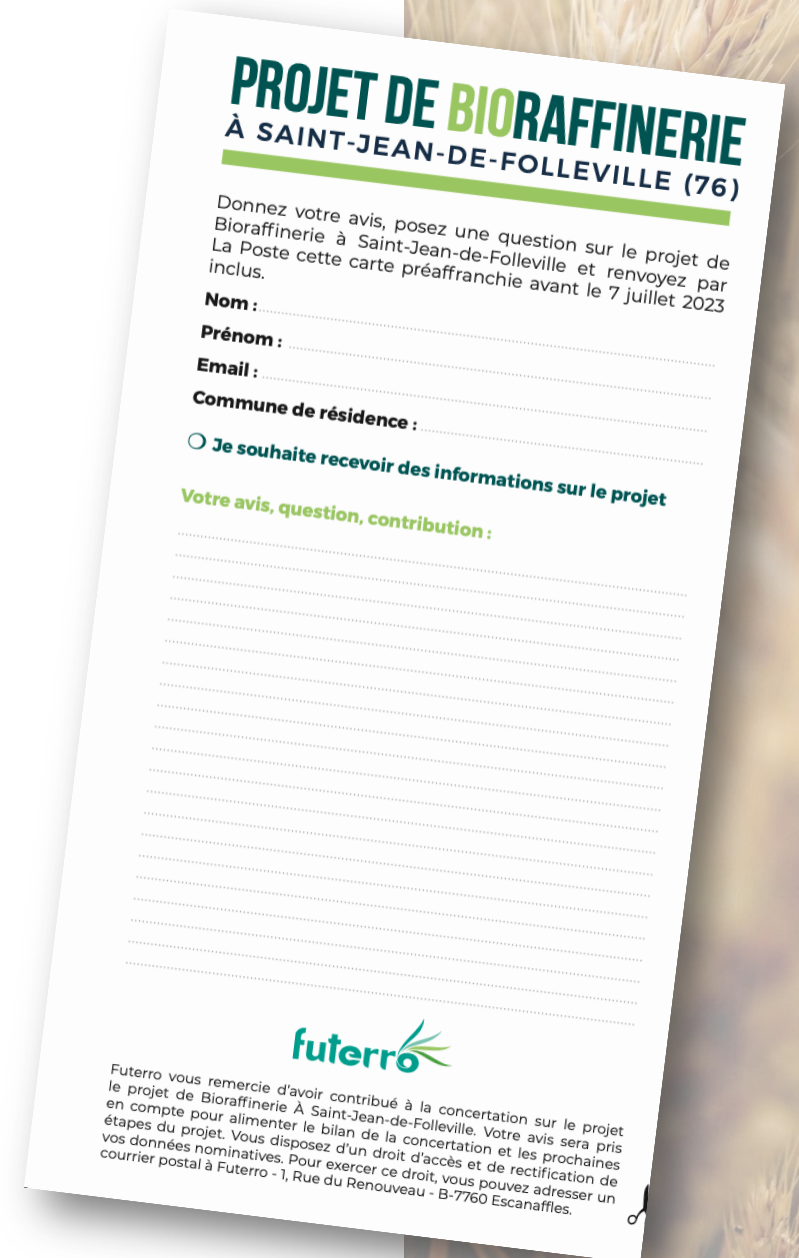 PROJET DE BIORAFFINERIE
À SAINT-JEAN-DE-FOLLEVILLE (76)
Donnez votre avis, posez une question sur le projet de
Bioraffinerie à Saint-Jean-de-Folleville et renvoyez par
La Poste cette carte préaffranchie avant le 7 juillet 2023
inclus.
Nom :
Prénom :
Email :
Commune de résidence :
Je souhaite recevoir des informations sur le projet
Votre avis, question, contribution :
futerro
Futerro vous remercie d'avoir contribué à la concertation sur le projet
le projet de Bioraffinerie À Saint-Jean-de-Folleville. Votre avis sera pris
en compte pour alimenter le bilan de la concertation et les prochaines
étapes du projet. Vous disposez d'un droit d'accès et de rectification de
vos données nominatives. Pour exercer ce droit, vous pouvez adresser un
courrier postal à Futerro - 1, Rue du Renouveau - B-7760 Escanaffles.